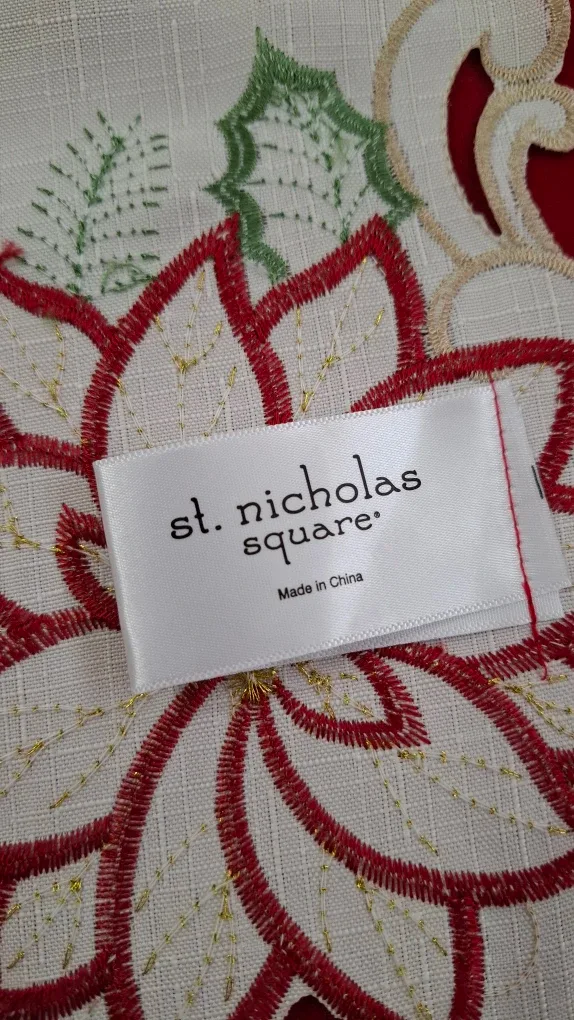 st. nicholas
square®
Made in China